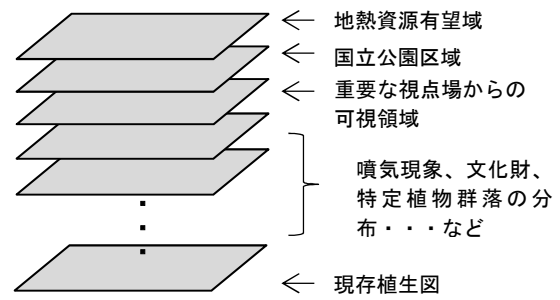 地熱資源有望域
国立公園区域
重要な視点場からの
可視領域
噴気現象、文化財、
特定植物群落の分
布・・・など
現存植生図